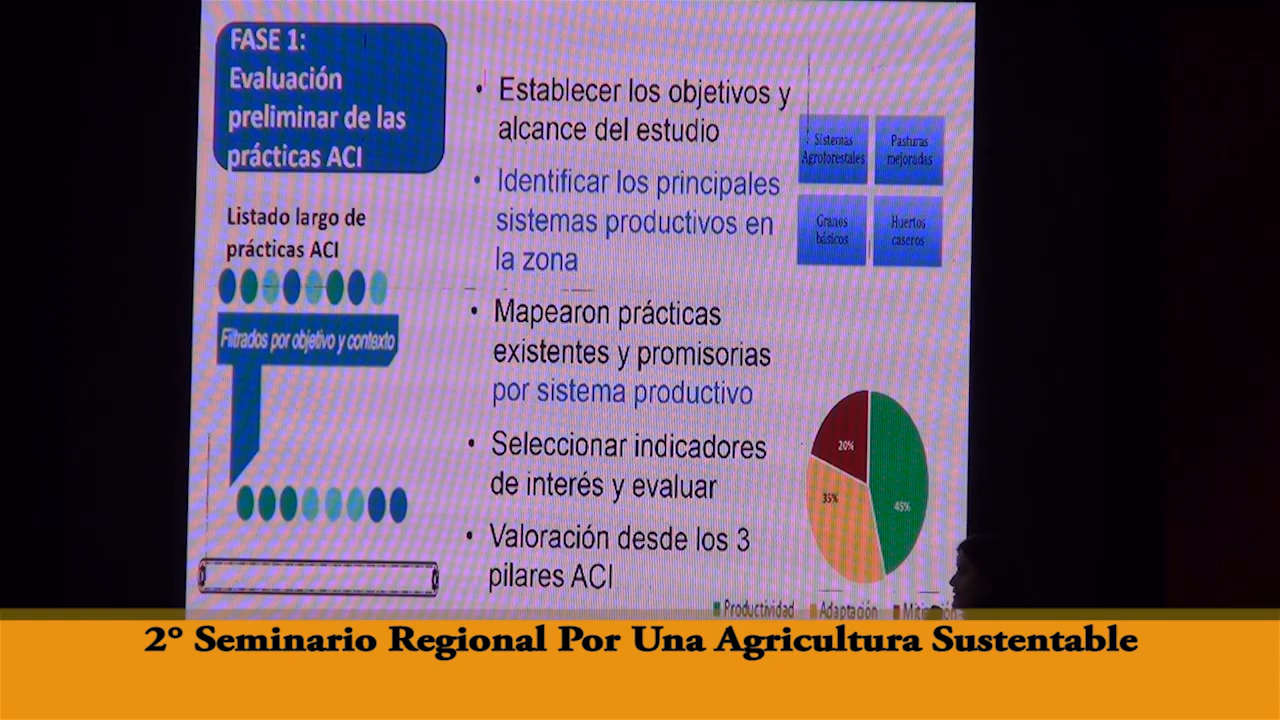 FASE 1:
Evaluación
preliminar de las
prácticas ACI
Listado largo de
prácticas ACI
Filtrados por objetivo y contexto
• Establecer los objetivos y
alcance del estudio
• Identificar los principales
sistemas productivos en
la zona
• Mapearon prácticas
existentes y promisorias
por sistema productivo
• Seleccionar indicadores
de interés y evaluar
• Valoración desde los 3
pilares ACI
Sistemas
Agroforestales
Pasturas
mejoradas
Granos
básicos
Huertos
caseros
20%
35%
45%
Productividad
Adaptación
2º Seminario Regional Por Una Agricultura Sustentable